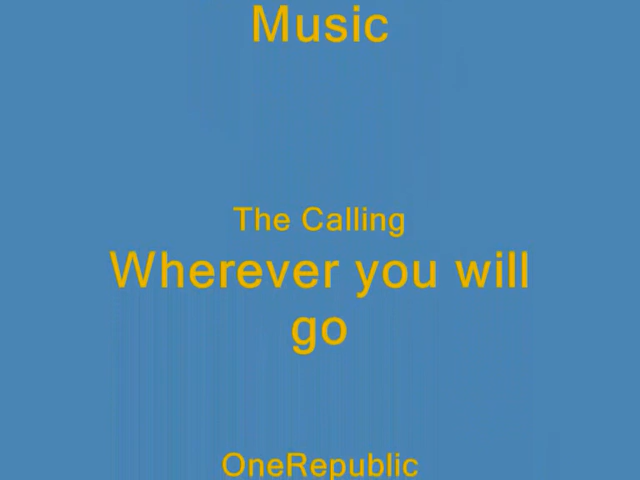 Music
The Calling
Wherever you will
go
OneRepublic